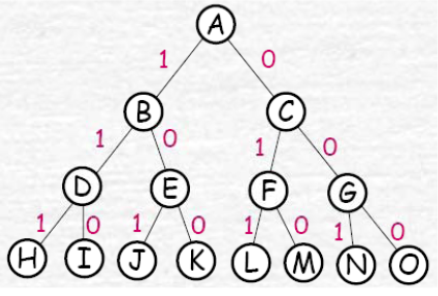 A
1 0
B C
1 0 1 0
D E F G
1 0 1 0 1 0 1 0
H I J K L M N O